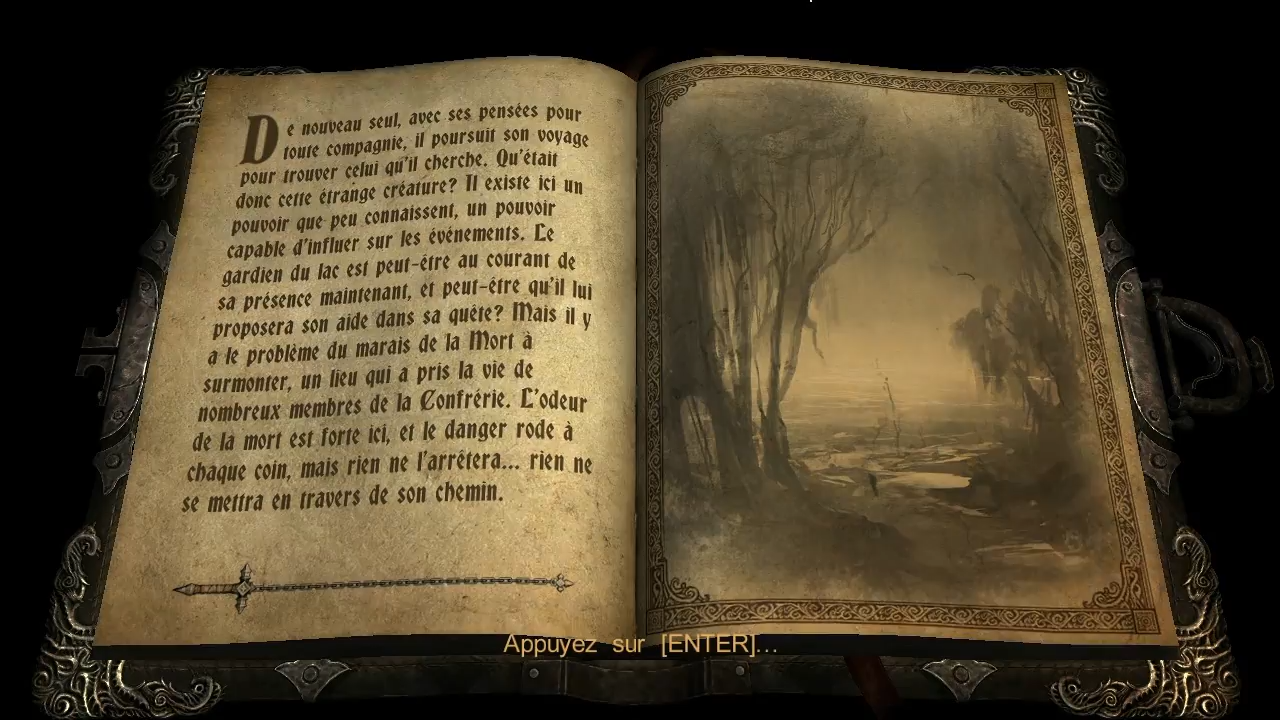 De nouveau seul, avec ses pensées pour
toute compagnie, il poursuit son voyage
pour trouver celui qu'il cherche. Qu'était
donc cette étrange créature? Il existe ici un
pouvoir que peu connaissent, un pouvoir
capable d'influer sur les événements. Le
gardien du lac est peut-être au courant de
sa présence maintenant, et peut-être qu'il lui
proposera son aide dans sa quête? Mais il y
a le problème du marais de la Mort à
surmonter, un lieu qui a pris la vie de
nombreux membres de la Confrérie. L'odeur
de la mort est forte ici, et le danger rode à
chaque coin, mais rien ne l'arrêtera... rien ne
se mettra en travers de son chemin.
Appuyez sur [ENTER]...